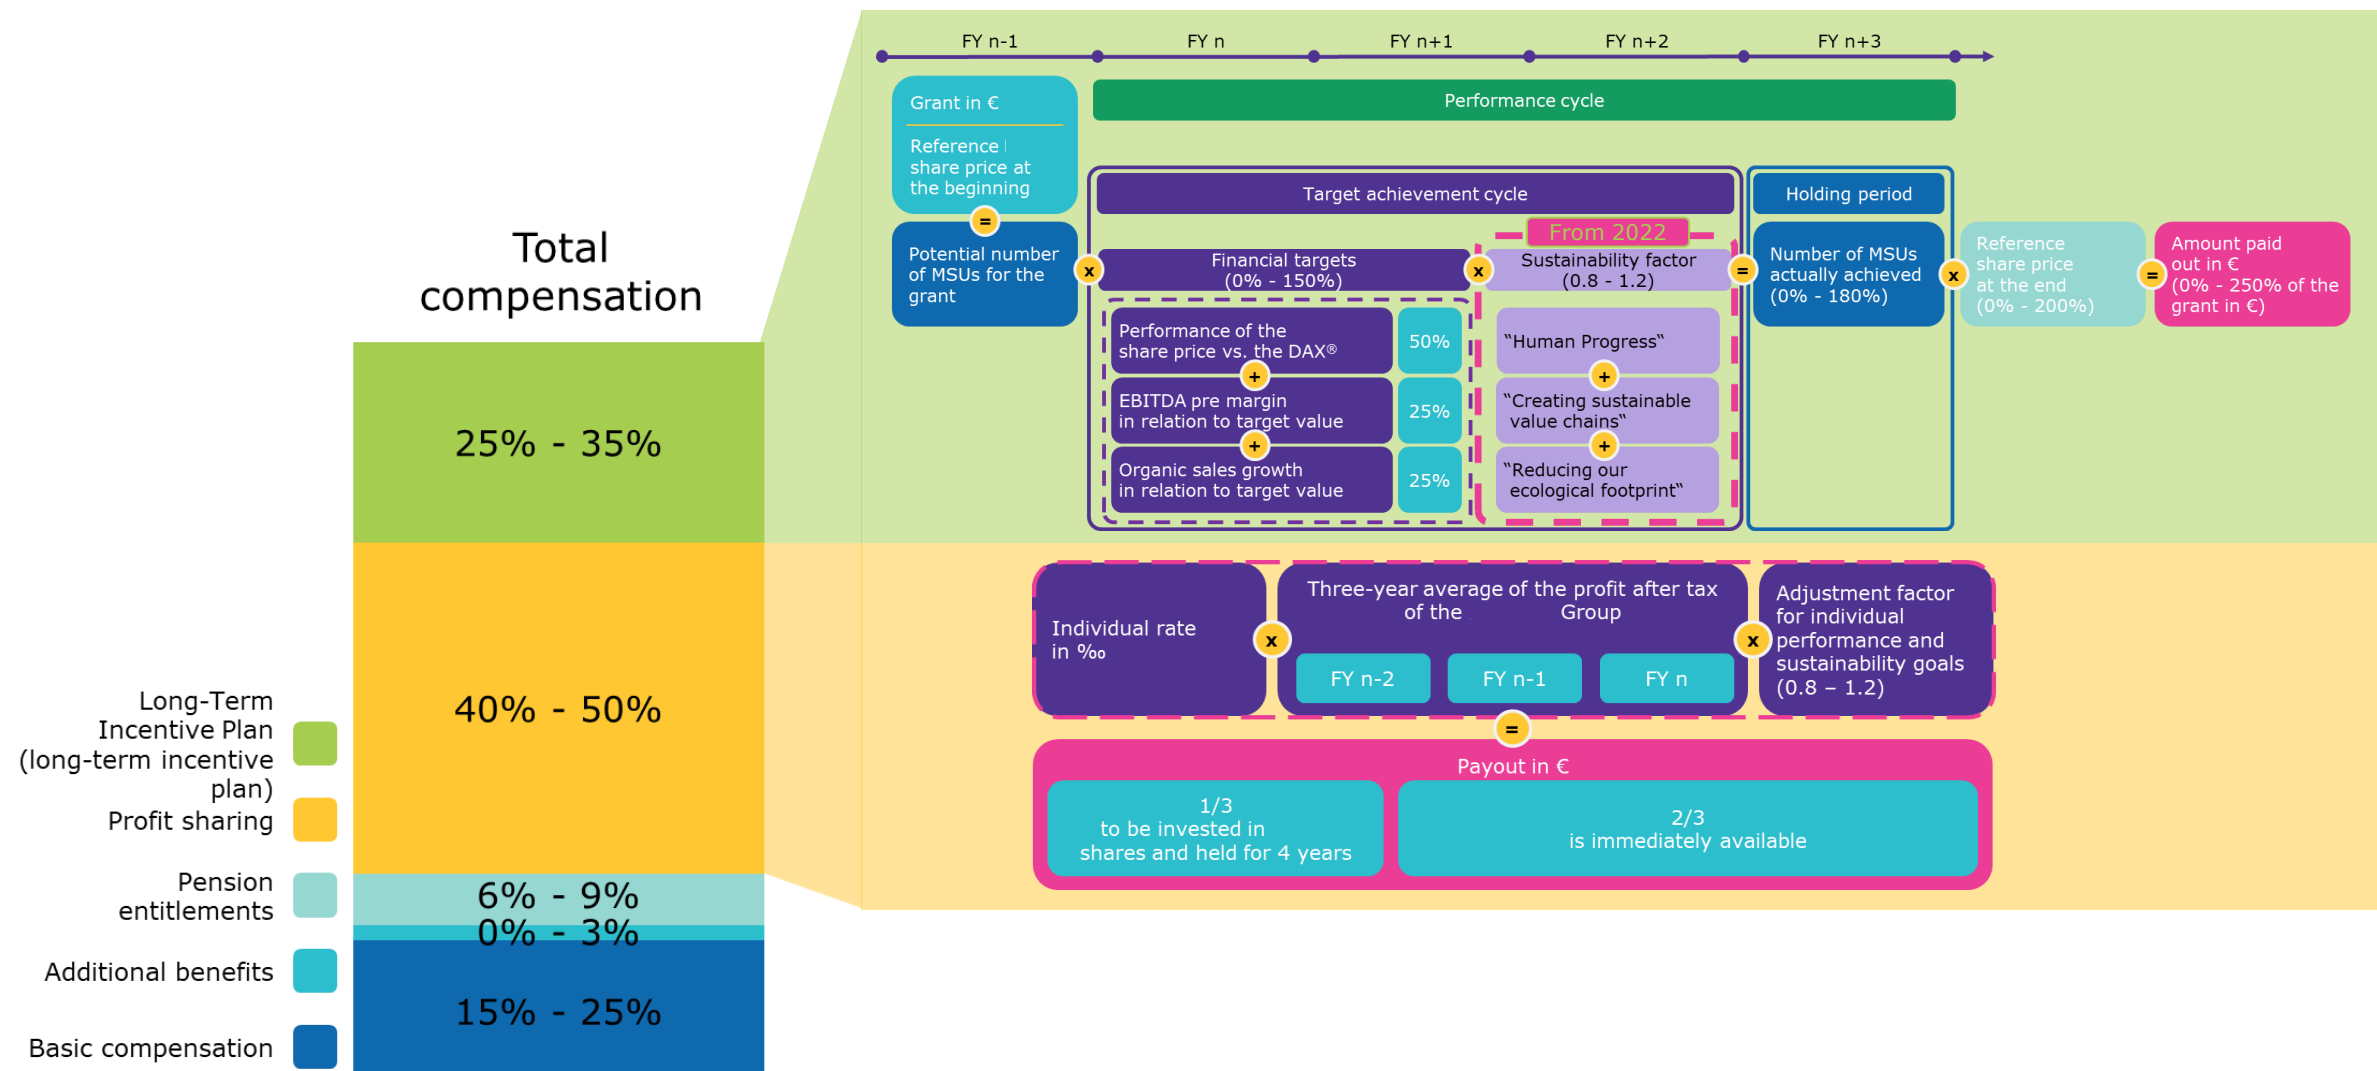 FY n-1
FY n
FY n+1
FY n+2
FY n+3
Grant in €
Reference
share price at
the beginning
=
Potential number
of MSUs for the
grant
Performance cycle
Target achievement cycle
Holding period
From 2022
x
Financial targets
(0% - 150%)
x
Sustainability factor
(0.8 - 1.2)
=
Number of MSUs
actually achieved
(0% - 180%)
x
Reference
share price
at the end
(0% - 200%)
=
Amount paid
out in €
(0% - 250% of the
grant in €)
Performance of the
share price vs. the DAX®
50%
+
EBITDA pre margin
in relation to target value
25%
+
Organic sales growth
in relation to target value
25%
“Human Progress“
+
“Creating sustainable
value chains“
+
“Reducing our
ecological footprint“
Total
compensation
25% - 35%
40% - 50%
6% - 9%
0% - 3%
15% - 25%
Long-Term
Incentive Plan
(long-term incentive
plan)
Profit sharing
Pension
entitlements
Additional benefits
Basic compensation
Individual rate
in ‰
x
Three-year average of the profit after tax
of the Group
FY n-2
FY n-1
FY n
x
Adjustment factor
for individual
performance and
sustainability goals
(0.8 – 1.2)
=
Payout in €
1/3
to be invested in
shares and held for 4 years
2/3
is immediately available